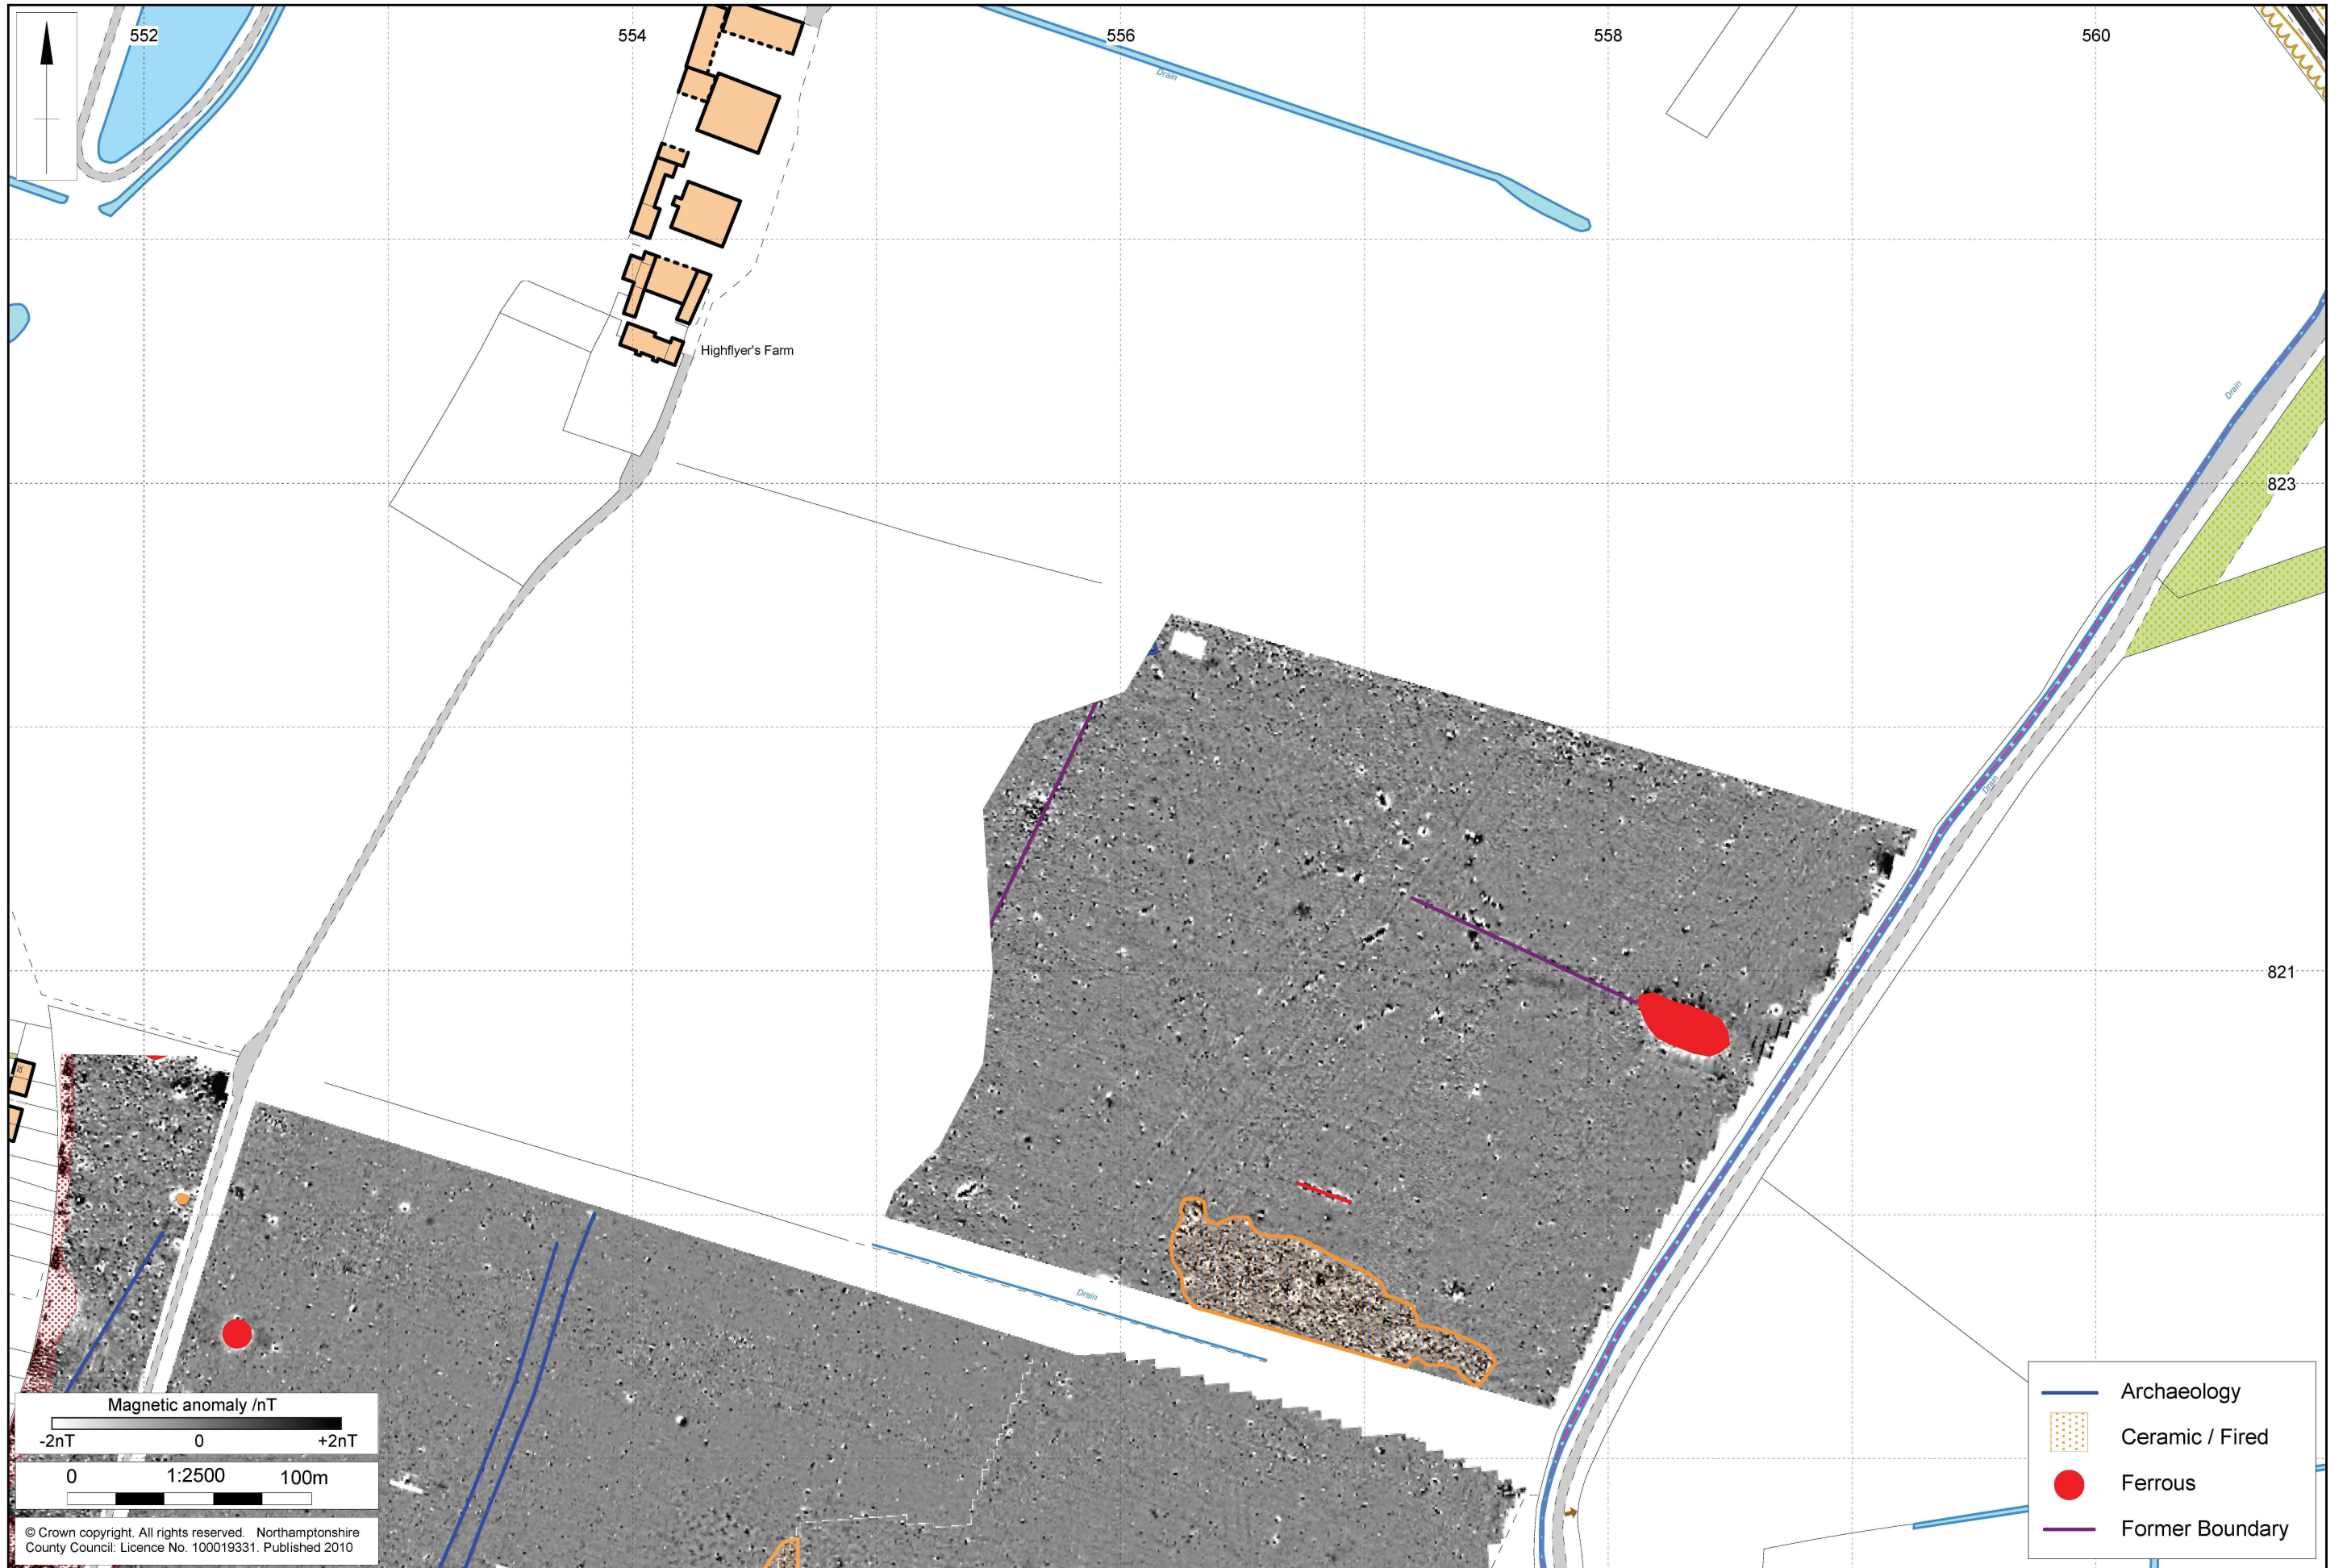 552
554
556
558
560
Drain
Highflyer's Farm
Drain
823
Drain
821
Drain
Magnetic anomaly /nT
-2nT 0 +2nT
0 1:2500 100m
© Crown copyright. All rights reserved. Northamptonshire
County Council: Licence No. 100019331. Published 2010
Archaeology
Ceramic / Fired
Ferrous
Former Boundary